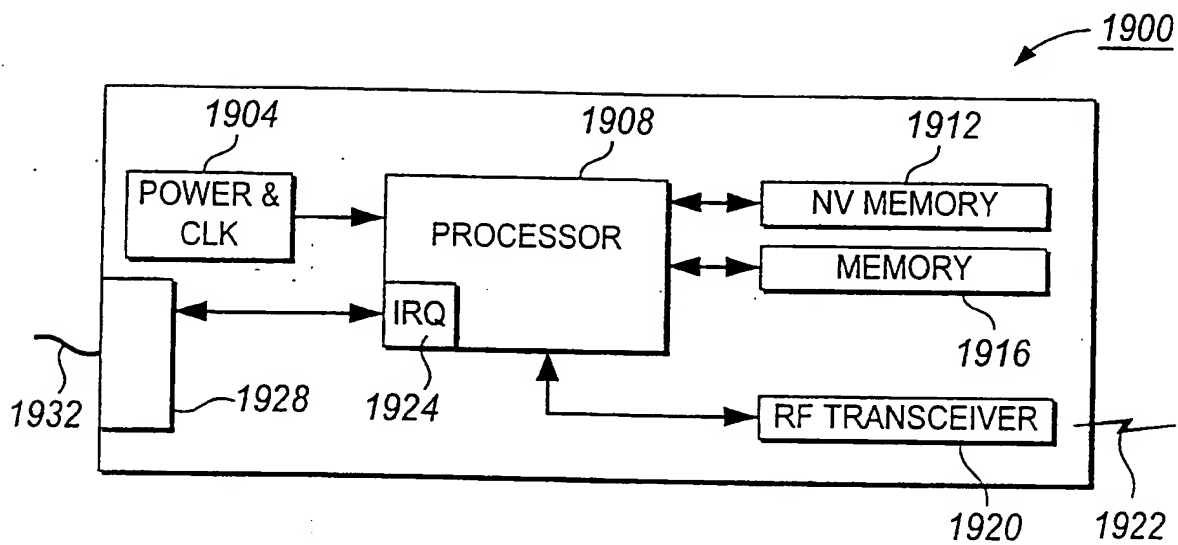 1900
1904
1908
1912
POWER &
CLK
PROCESSOR
NV MEMORY
MEMORY
IRQ
1916
1932
1928
1924
RF TRANSCEIVER
1920
1922